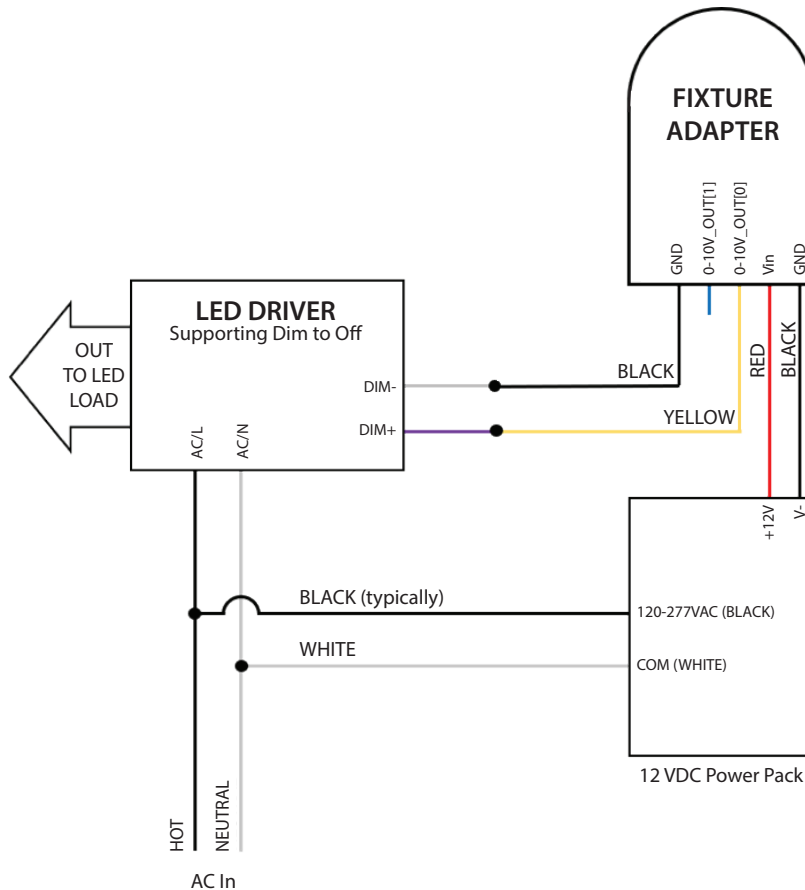 FIXTURE
ADAPTER
GND
0-10V_OUT[1]
0-10V_OUT[0]
Vin
GND
LED DRIVER
Supporting Dim to Off
OUT
TO LED
LOAD
DIM-
DIM+
AC/L
AC/N
BLACK
YELLOW
RED
BLACK
+12V
V-
BLACK (typically)
120-277VAC (BLACK)
WHITE
COM (WHITE)
12 VDC Power Pack
HOT
NEUTRAL
AC In